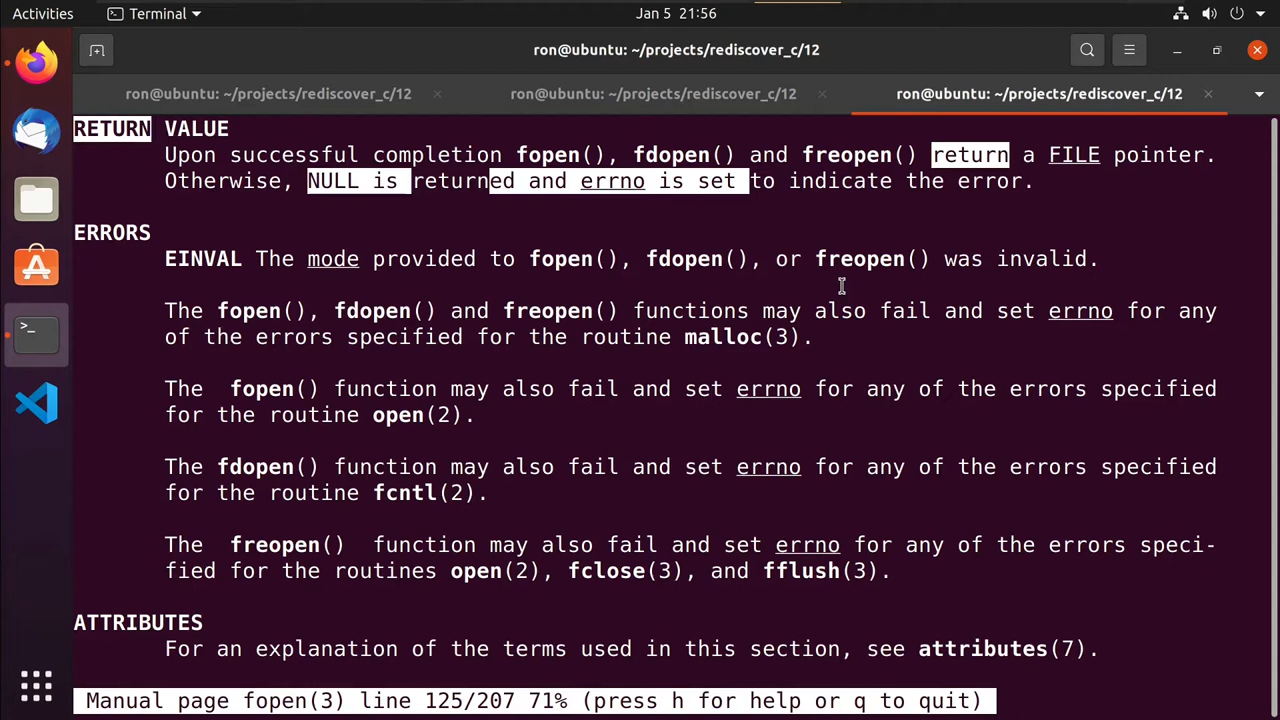 Activities
Terminal
Jan 5 21:56
ron@ubuntu: ~/projects/rediscover_c/12
ron@ubuntu: ~/projects/rediscover_c/12
ron@ubuntu: ~/projects/rediscover_c/12
ron@ubuntu: ~/projects/rediscover_c/12
RETURN VALUE
Upon successful completion fopen(), fdopen() and freopen() return a FILE pointer.
Otherwise, NULL is returned and errno is set to indicate the error.
ERRORS
EINVAL The mode provided to fopen(), fdopen(), or freopen() was invalid.
The fopen(), fdopen() and freopen() functions may also fail and set errno for any
of the errors specified for the routine malloc(3).
The fopen() function may also fail and set errno for any of the errors specified
for the routine open(2).
The fdopen() function may also fail and set errno for any of the errors specified
for the routine fcntl(2).
The freopen() function may also fail and set errno for any of the errors speci-
fied for the routines open(2), fclose(3), and fflush(3).
ATTRIBUTES
For an explanation of the terms used in this section, see attributes(7).
Manual page fopen(3) line 125/207 71% (press h for help or q to quit)